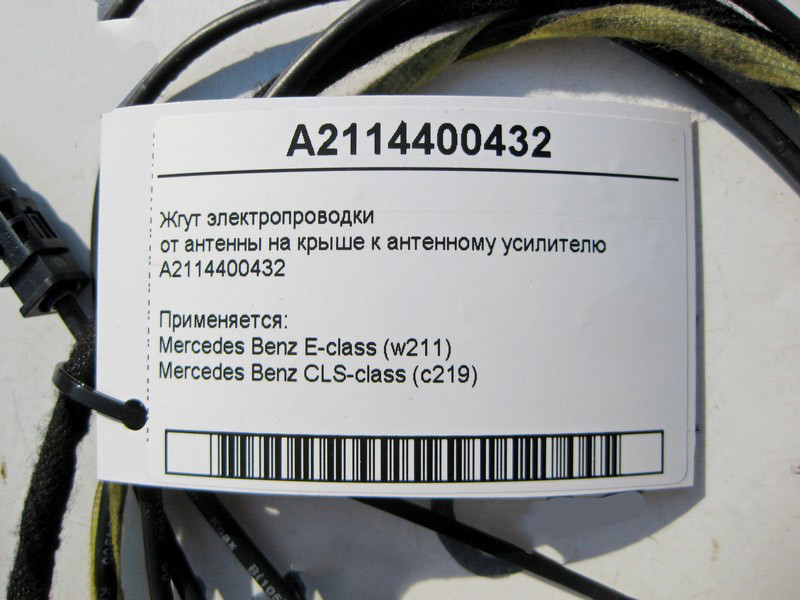 A2114400432
Жгут электропроводки
от антенны на крыше к антенному усилителю
A2114400432
Применяется:
Mercedes Benz E-class (w211)
Mercedes Benz CLS-class (c219)